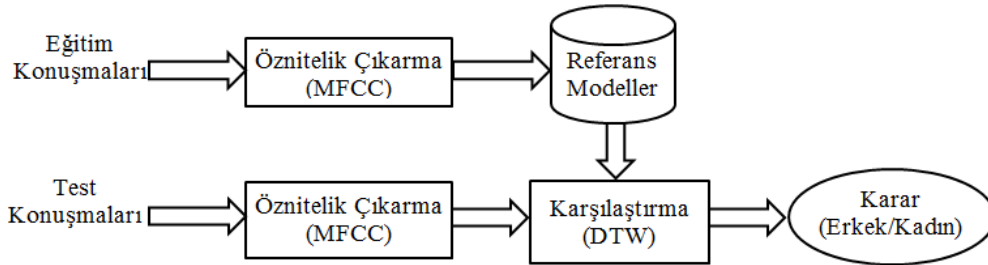 Eğitim
Konuşmaları
Öznitelik Çıkarma
(MFCC)
Referans
Modeller
Test
Konuşmaları
Öznitelik Çıkarma
(MFCC)
Karşılaştırma
(DTW)
Karar
(Erkek/Kadın)